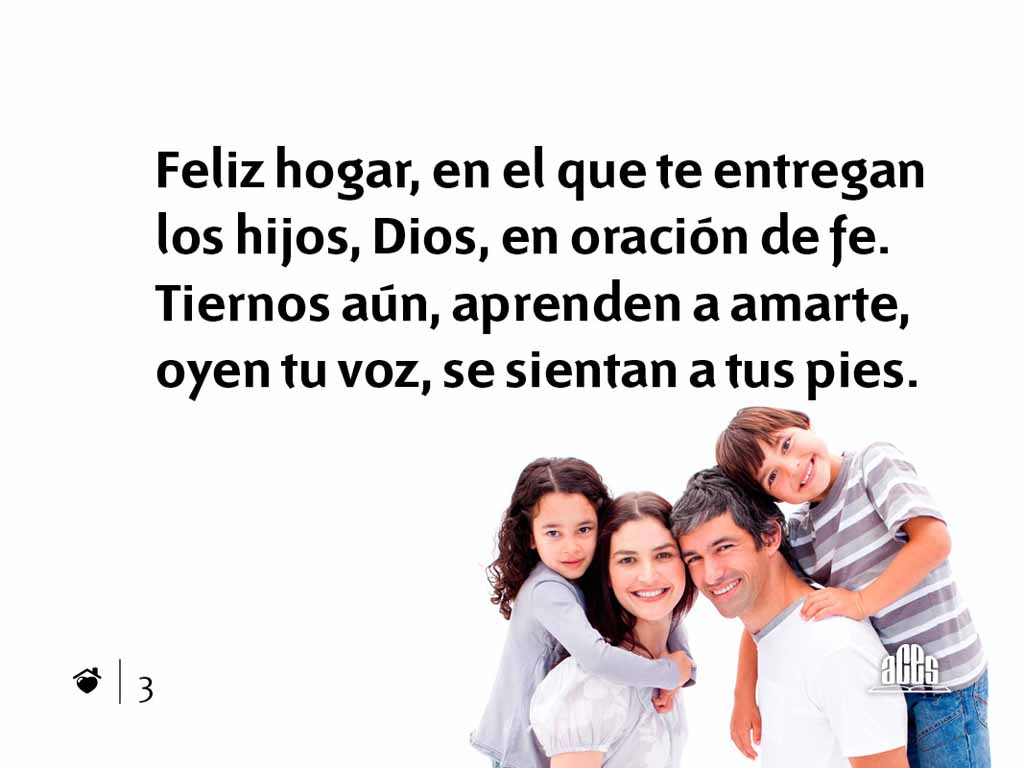 Feliz hogar, en el que te entregan
los hijos, Dios, en oración de fe.
Tiernos aún, aprenden a amarte,
oyen tu voz, se sientan a tus pies.
aces
3